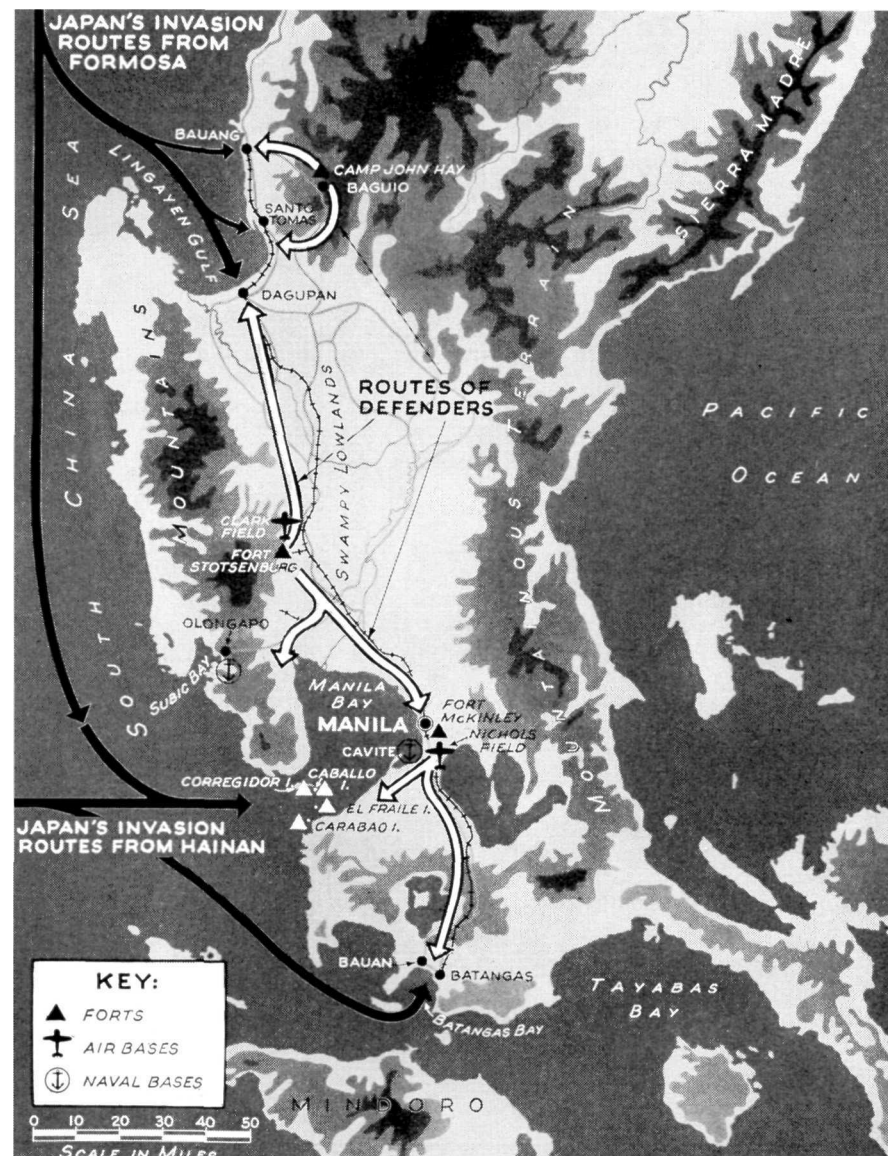 JAPAN'S INVASION
ROUTES FROM
FORMOSA
BAUANG
LINGAYEN GULF
CAMP JOHN HAY
BAGUIO
SANTO
TOMAS
DAGUPAN
SIERRA MADRE
SOUTH CHINA SEA
MOUNTAINS
ROUTES OF
DEFENDERS
SWAMPY LOWLANDS
MOUNTAINOUS TERRAIN
PACIFIC
OCEAN
CLARK
FIELD
FORT
STOTSENBURG
OLONGAPO
SUBIC BAY
MANILA
BAY
MANILA
FORT
MCKINLEY
NICHOLS
FIELD
CAVITE
CORREGIDOR I.
CABALLO
I.
EL FRAILE I.
CARABAO I.
JAPAN'S INVASION
ROUTES FROM HAINAN
BAUAN
BATANGAS
BATANGAS BAY
TAYABAS
BAY
MINDORO
KEY:
FORTS
AIR BASES
NAVAL BASES
0 10 20 30 40 50
SCALE IN MILES